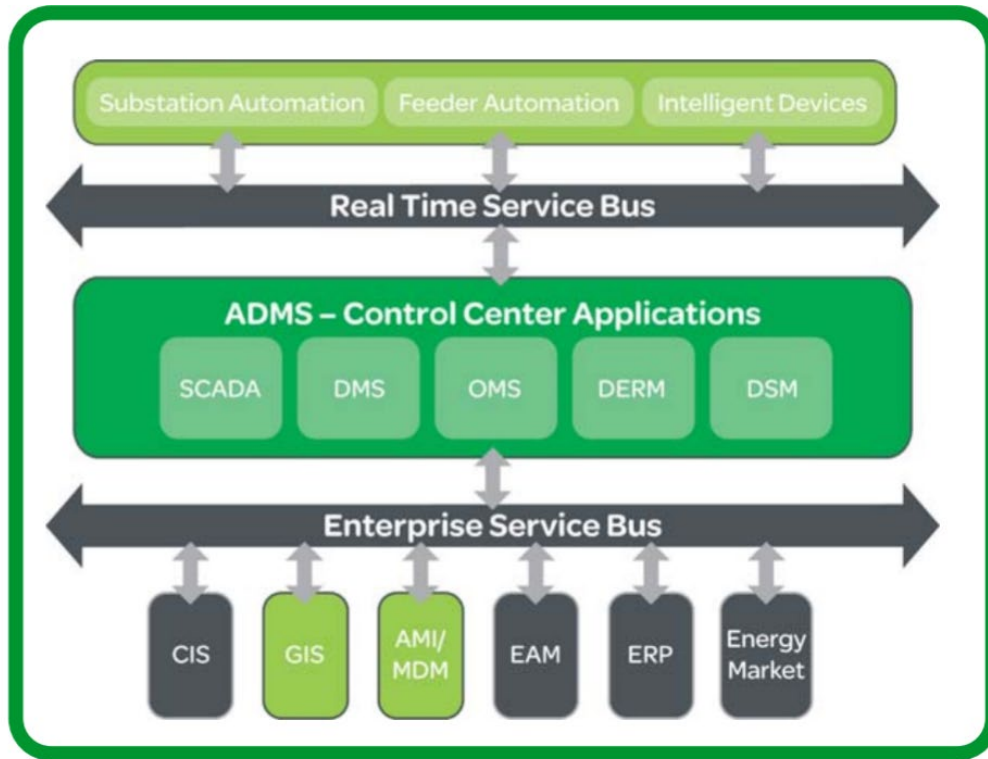 Substation Automation
Feeder Automation
Intelligent Devices
Real Time Service Bus
ADMS – Control Center Applications
SCADA
DMS
OMS
DERM
DSM
Enterprise Service Bus
CIS
GIS
AMI/
MDM
EAM
ERP
Energy
Market